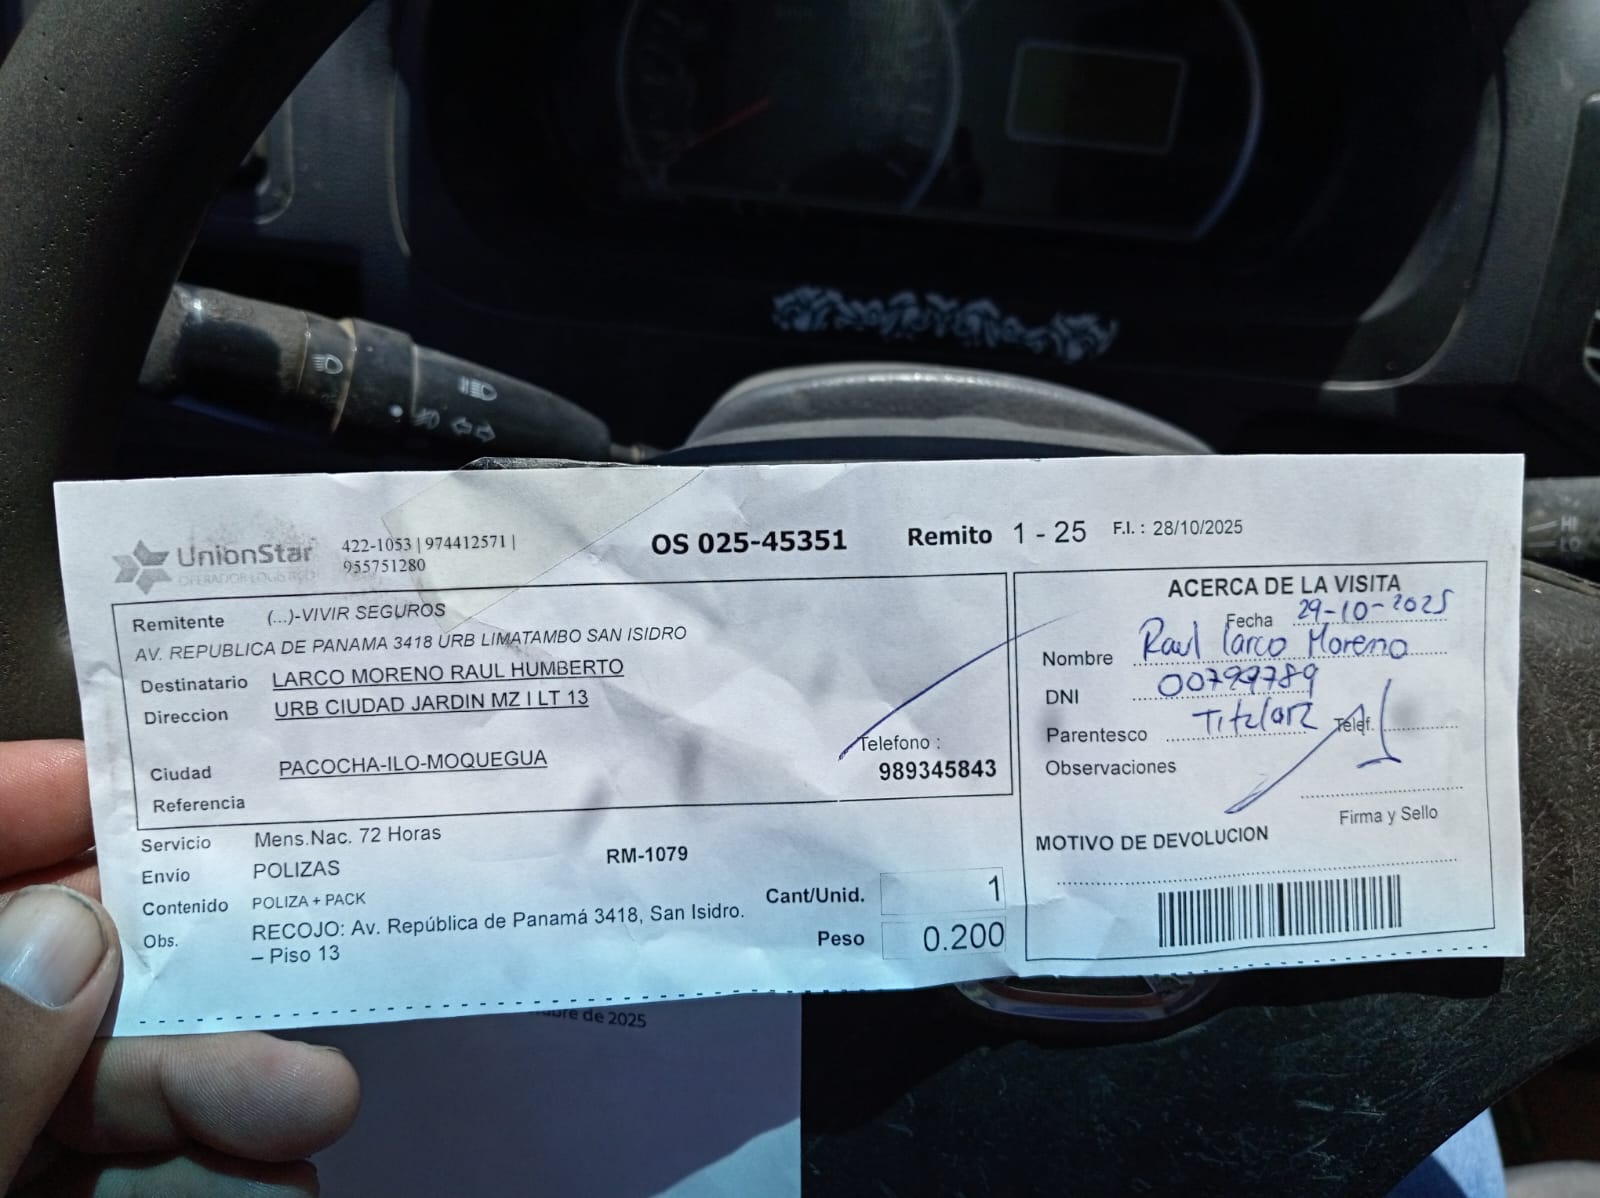 UnionStar
OPERADOR LOGISTICO
422-1053 | 974412571 |
955751280
OS 025-45351
Remito 1 - 25
F.I. : 28/10/2025
Remitente (...)-VIVIR SEGUROS
AV. REPUBLICA DE PANAMA 3418 URB LIMATAMBO SAN ISIDRO
Destinatario LARCO MORENO RAUL HUMBERTO
Direccion URB CIUDAD JARDIN MZ I LT 13
Telefono :
989345843
Ciudad PACOCHA-ILO-MOQUEGUA
Referencia
Servicio Mens.Nac. 72 Horas
Envio POLIZAS
RM-1079
Contenido POLIZA + PACK
Obs. RECOJO: Av. República de Panamá 3418, San Isidro.
– Piso 13
Cant/Unid. 1
Peso 0.200
ACERCA DE LA VISITA
Fecha 29-10-2025
Nombre Raul Larco Moreno
DNI 00799789
Parentesco Titular Telef.
Observaciones
Firma y Sello
MOTIVO DE DEVOLUCION
de 2025
HI
LO